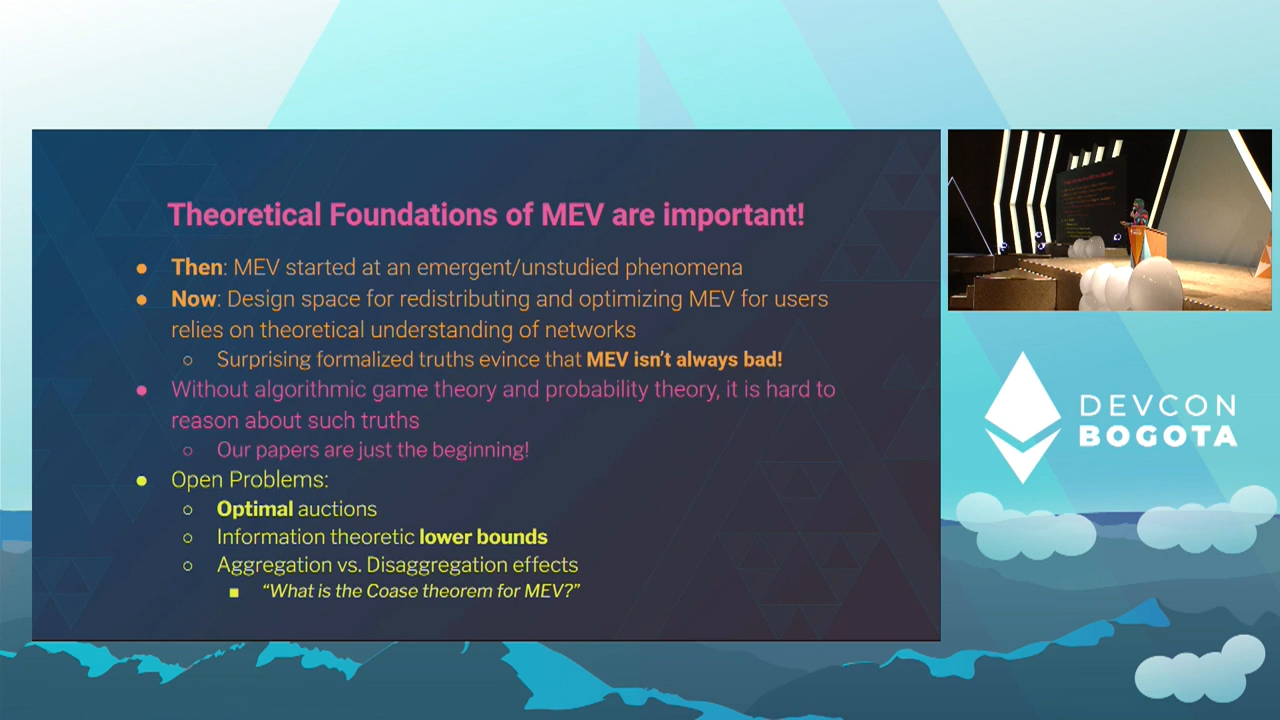 Theoretical Foundations of MEV are important!
● Then: MEV started at an emergent/unstudied phenomena
● Now: Design space for redistributing and optimizing MEV for users
relies on theoretical understanding of networks
○ Surprising formalized truths evince that MEV isn't always bad!
● Without algorithmic game theory and probability theory, it is hard to
reason about such truths
○ Our papers are just the beginning!
● Open Problems:
○ Optimal auctions
○ Information theoretic lower bounds
○ Aggregation vs. Disaggregation effects
■ “What is the Coase theorem for MEV?”
DEVCON
BOGOTA